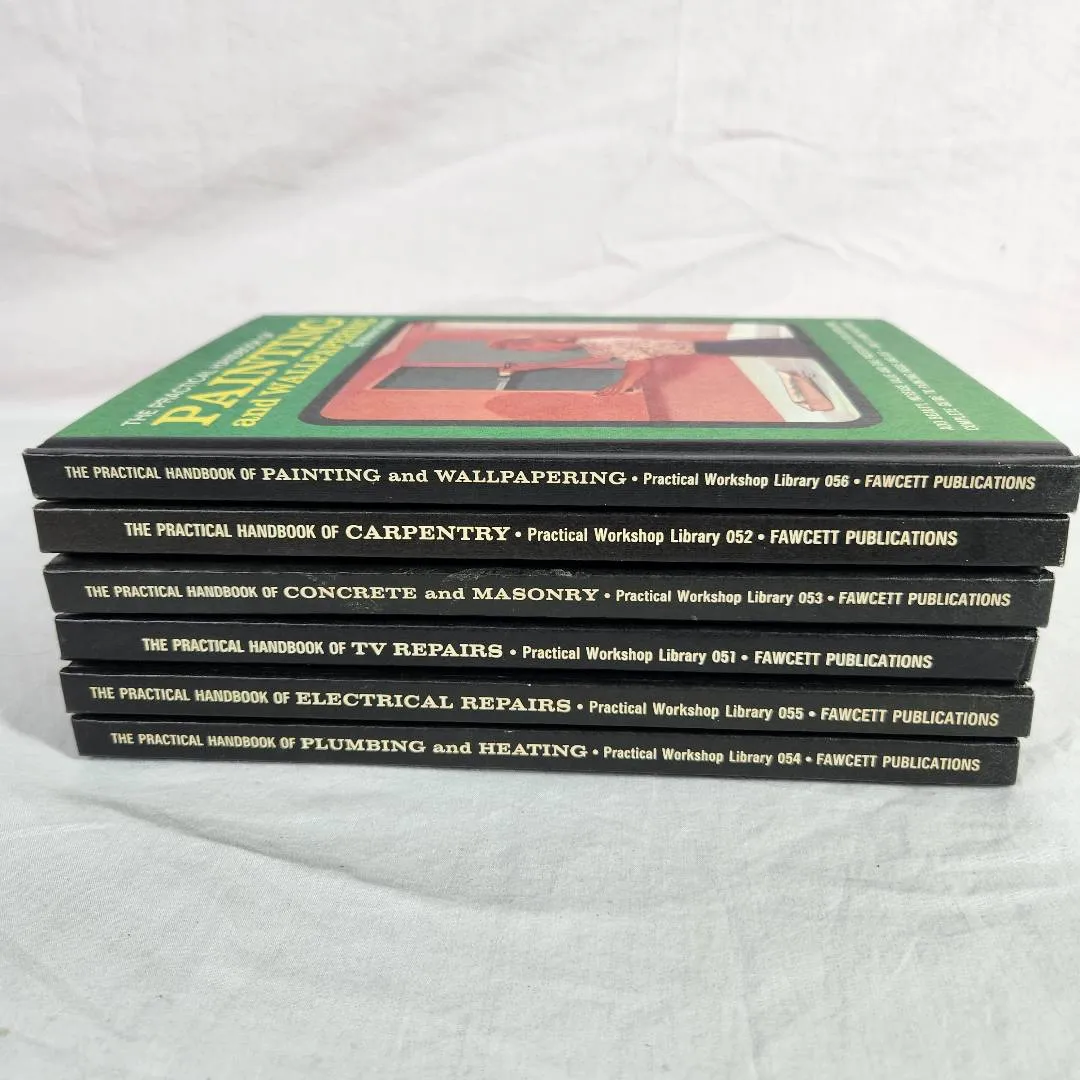 THE PRACTICAL HANDBOOK OF
PAINTING
and WALLPAPERING
THE PRACTICAL HANDBOOK OF PAINTING and WALLPAPERING • Practical Workshop Library 056 • FAWCETT PUBLICATIONS
THE PRACTICAL HANDBOOK OF CARPENTRY • Practical Workshop Library 052 • FAWCETT PUBLICATIONS
THE PRACTICAL HANDBOOK OF CONCRETE and MASONRY • Practical Workshop Library 053 • FAWCETT PUBLICATIONS
THE PRACTICAL HANDBOOK OF TV REPAIRS • Practical Workshop Library 051 • FAWCETT PUBLICATIONS
THE PRACTICAL HANDBOOK OF ELECTRICAL REPAIRS • Practical Workshop Library 055 • FAWCETT PUBLICATIONS
THE PRACTICAL HANDBOOK OF PLUMBING and HEATING • Practical Workshop Library 054 • FAWCETT PUBLICATIONS